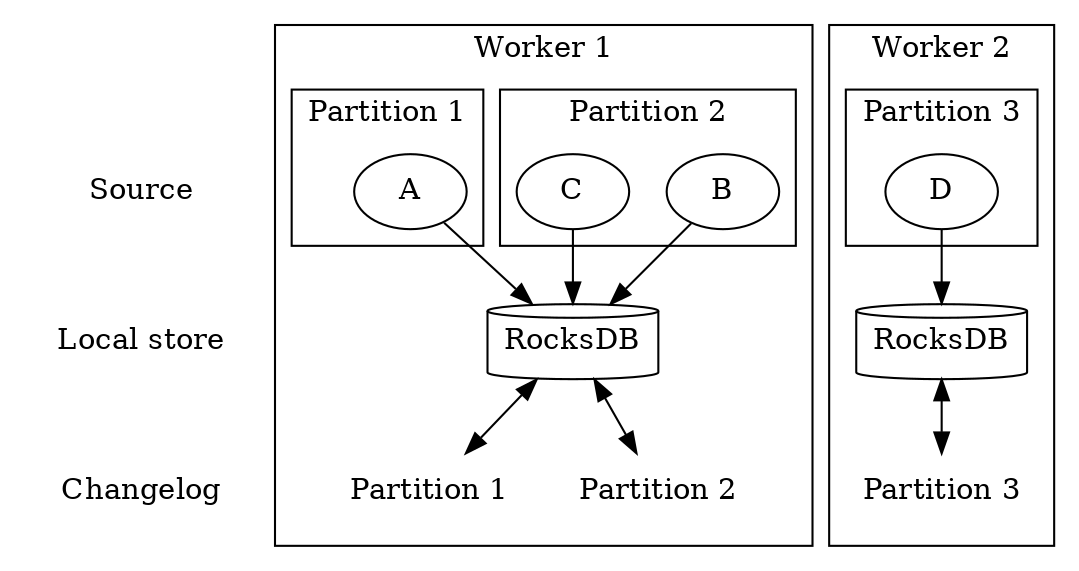 Worker 1
Worker 2
Partition 1
Partition 2
Partition 3
Source
A
C
B
D
Local store
RocksDB
RocksDB
Changelog
Partition 1
Partition 2
Partition 3